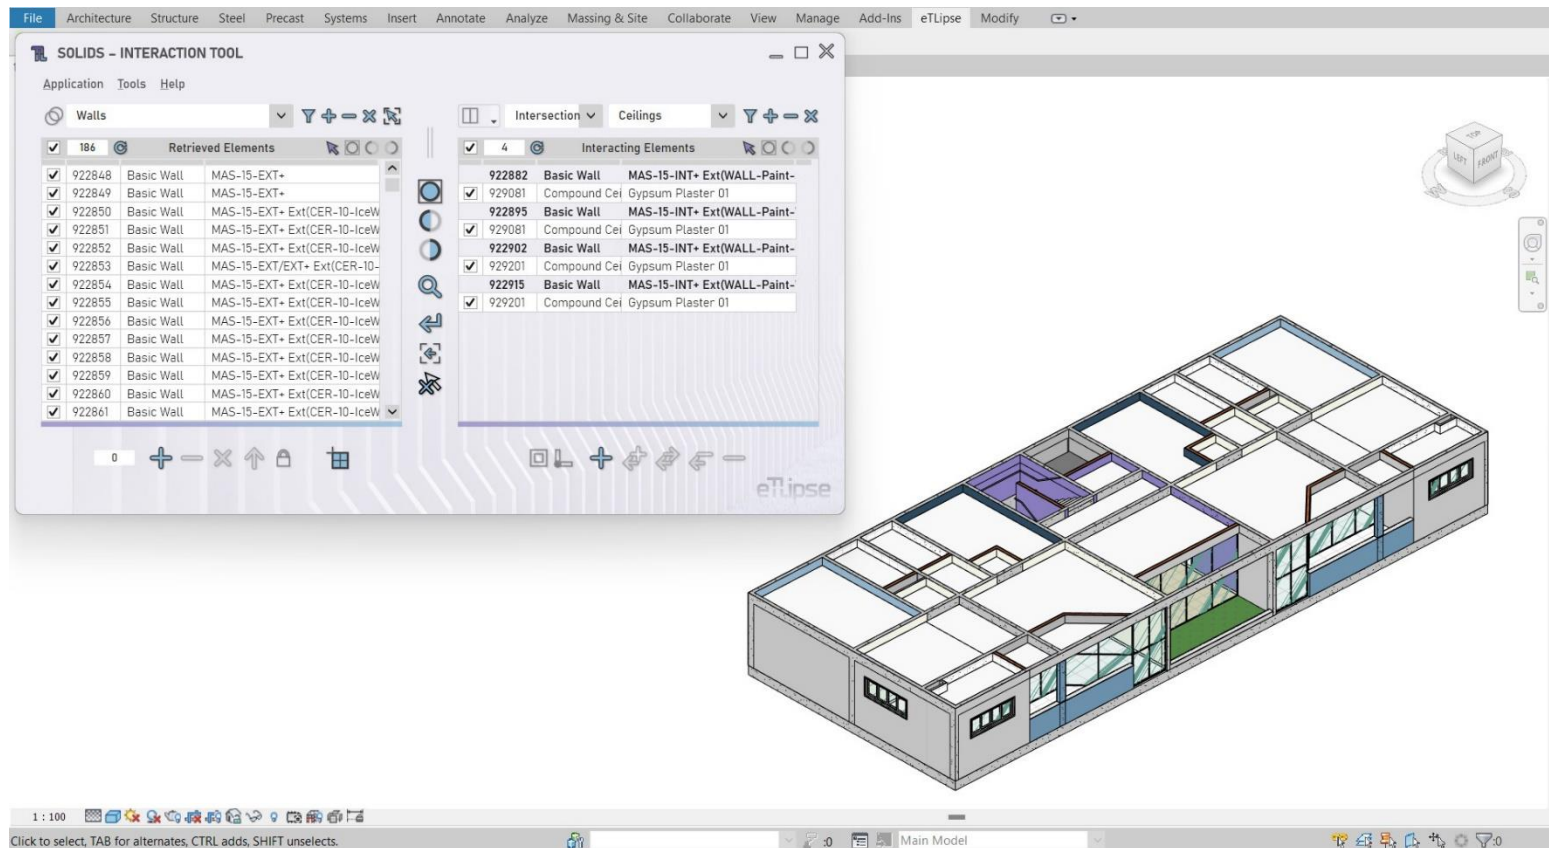 File Architecture Structure Steel Precast Systems Insert Annotate Analyze Massing & Site Collaborate View Manage Add-Ins eTLipse Modify
SOLIDS – INTERACTION TOOL
Application Tools Help
Walls
Intersection Ceilings
186 Retrieved Elements
4 Interacting Elements
922848 Basic Wall MAS-15-EXT+
922849 Basic Wall MAS-15-EXT+
922850 Basic Wall MAS-15-EXT+ Ext(CER-10-IceW
922851 Basic Wall MAS-15-EXT+ Ext(CER-10-IceW
922852 Basic Wall MAS-15-EXT+ Ext(CER-10-IceW
922853 Basic Wall MAS-15-EXT/EXT+ Ext(CER-10-
922854 Basic Wall MAS-15-EXT+ Ext(CER-10-IceW
922855 Basic Wall MAS-15-EXT+ Ext(CER-10-IceW
922856 Basic Wall MAS-15-EXT+ Ext(CER-10-IceW
922857 Basic Wall MAS-15-EXT+ Ext(CER-10-IceW
922858 Basic Wall MAS-15-EXT+ Ext(CER-10-IceW
922859 Basic Wall MAS-15-EXT+ Ext(CER-10-IceW
922860 Basic Wall MAS-15-EXT+ Ext(CER-10-IceW
922861 Basic Wall MAS-15-EXT+ Ext(CER-10-IceW
922882 Basic Wall MAS-15-INT+ Ext(WALL-Paint-
929081 Compound Cei Gypsum Plaster 01
922895 Basic Wall MAS-15-INT+ Ext(WALL-Paint-
929081 Compound Cei Gypsum Plaster 01
922902 Basic Wall MAS-15-INT+ Ext(WALL-Paint-
929201 Compound Cei Gypsum Plaster 01
922915 Basic Wall MAS-15-INT+ Ext(WALL-Paint-
929201 Compound Cei Gypsum Plaster 01
0
eTLipse
TOP
LEFT FRONT
1 : 100
Click to select, TAB for alternates, CTRL adds, SHIFT unselects.
:0 Main Model
:0